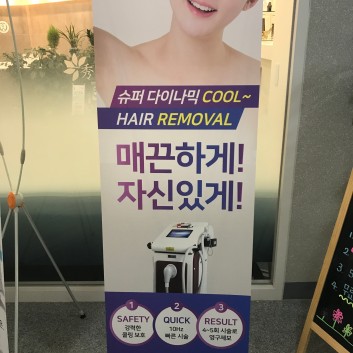 슈퍼 다이나믹 COOL~
HAIR REMOVAL
매끈하게!
자신있게!
1
SAFETY
강력한
쿨링 보호
2
QUICK
10Hz
빠른 시술
3
RESULT
4~5회 시술로
영구제모